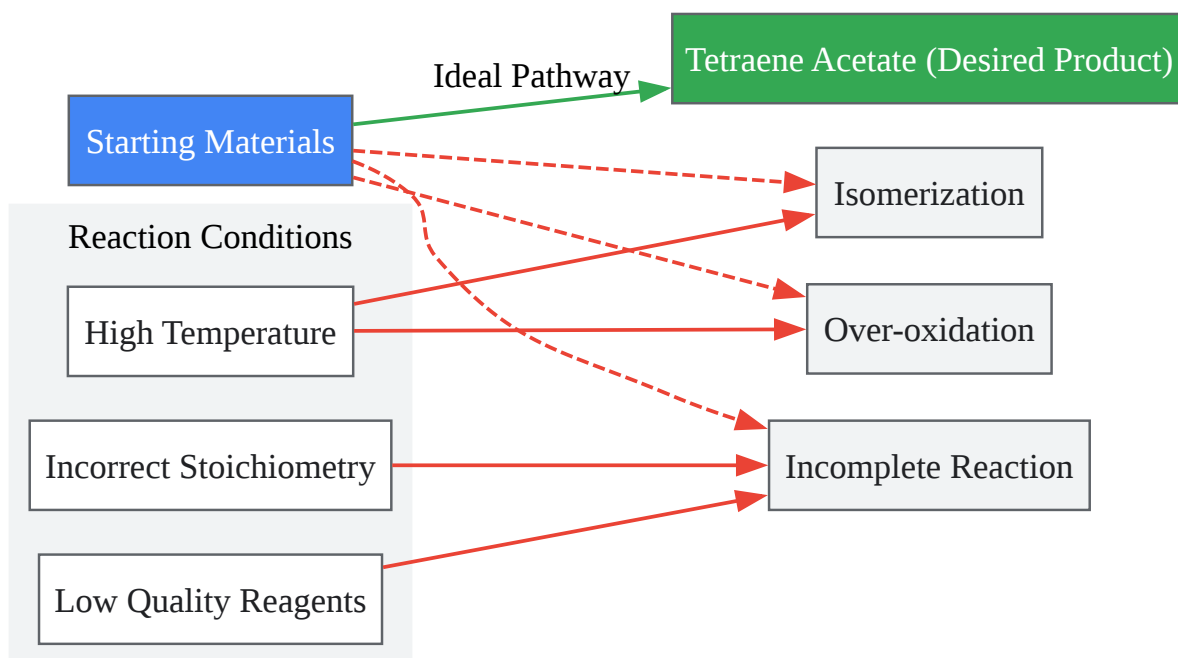 Tetraene Acetate (Desired Product)
Ideal Pathway
Starting Materials
Isomerization
Reaction Conditions
High Temperature
Over-oxidation
Incorrect Stoichiometry
Incomplete Reaction
Low Quality Reagents